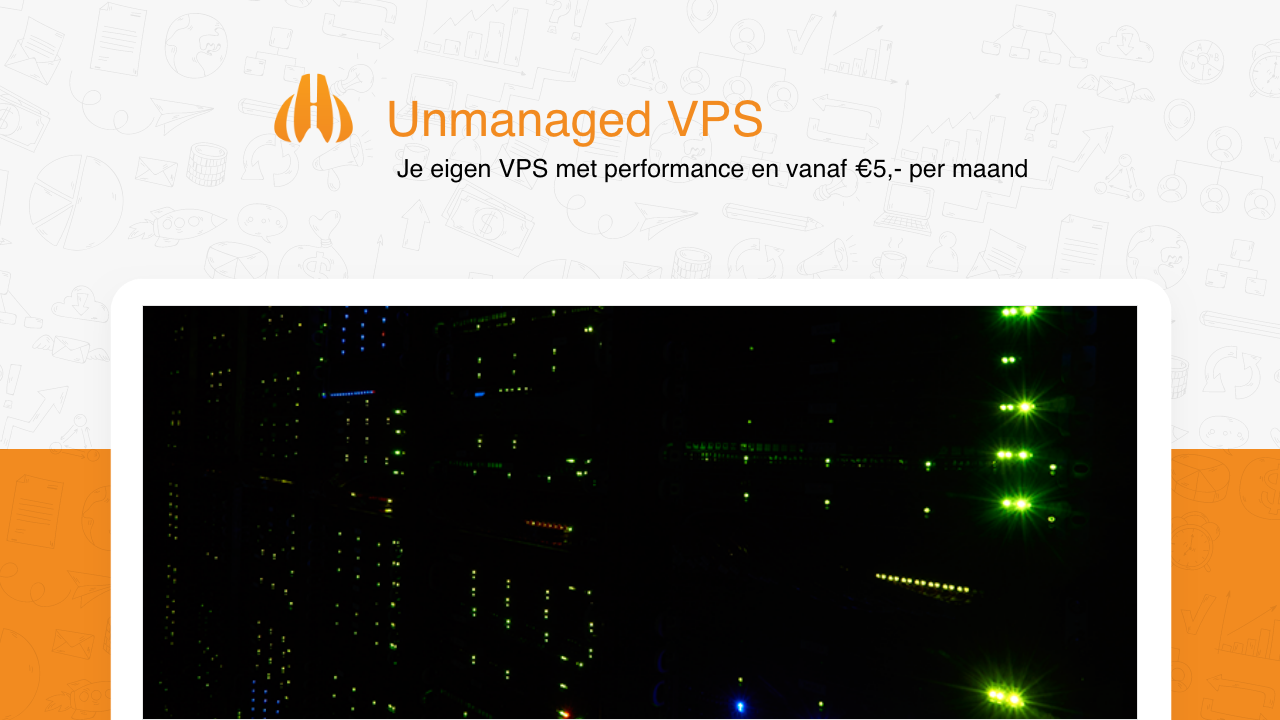 Unmanaged VPS
Je eigen VPS met performance en vanaf €5,- per maand